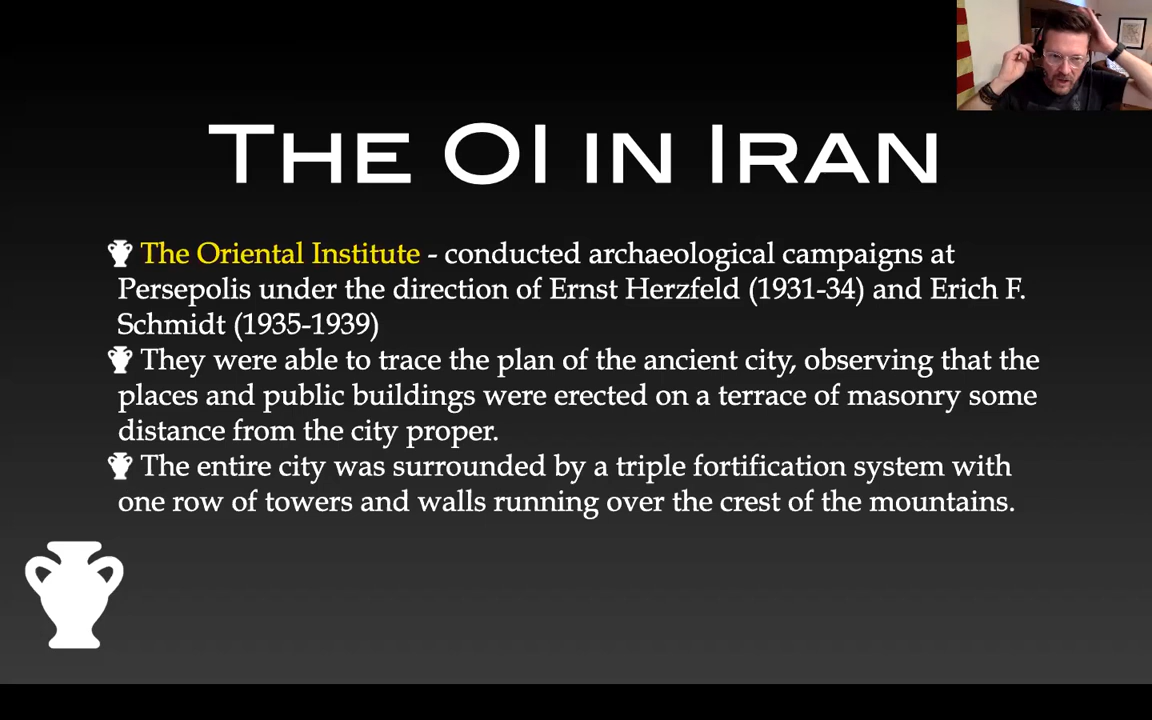 The OI in Iran
The Oriental Institute - conducted archaeological campaigns at
Persepolis under the direction of Ernst Herzfeld (1931-34) and Erich F.
Schmidt (1935-1939)
They were able to trace the plan of the ancient city, observing that the
places and public buildings were erected on a terrace of masonry some
distance from the city proper.
The entire city was surrounded by a triple fortification system with
one row of towers and walls running over the crest of the mountains.